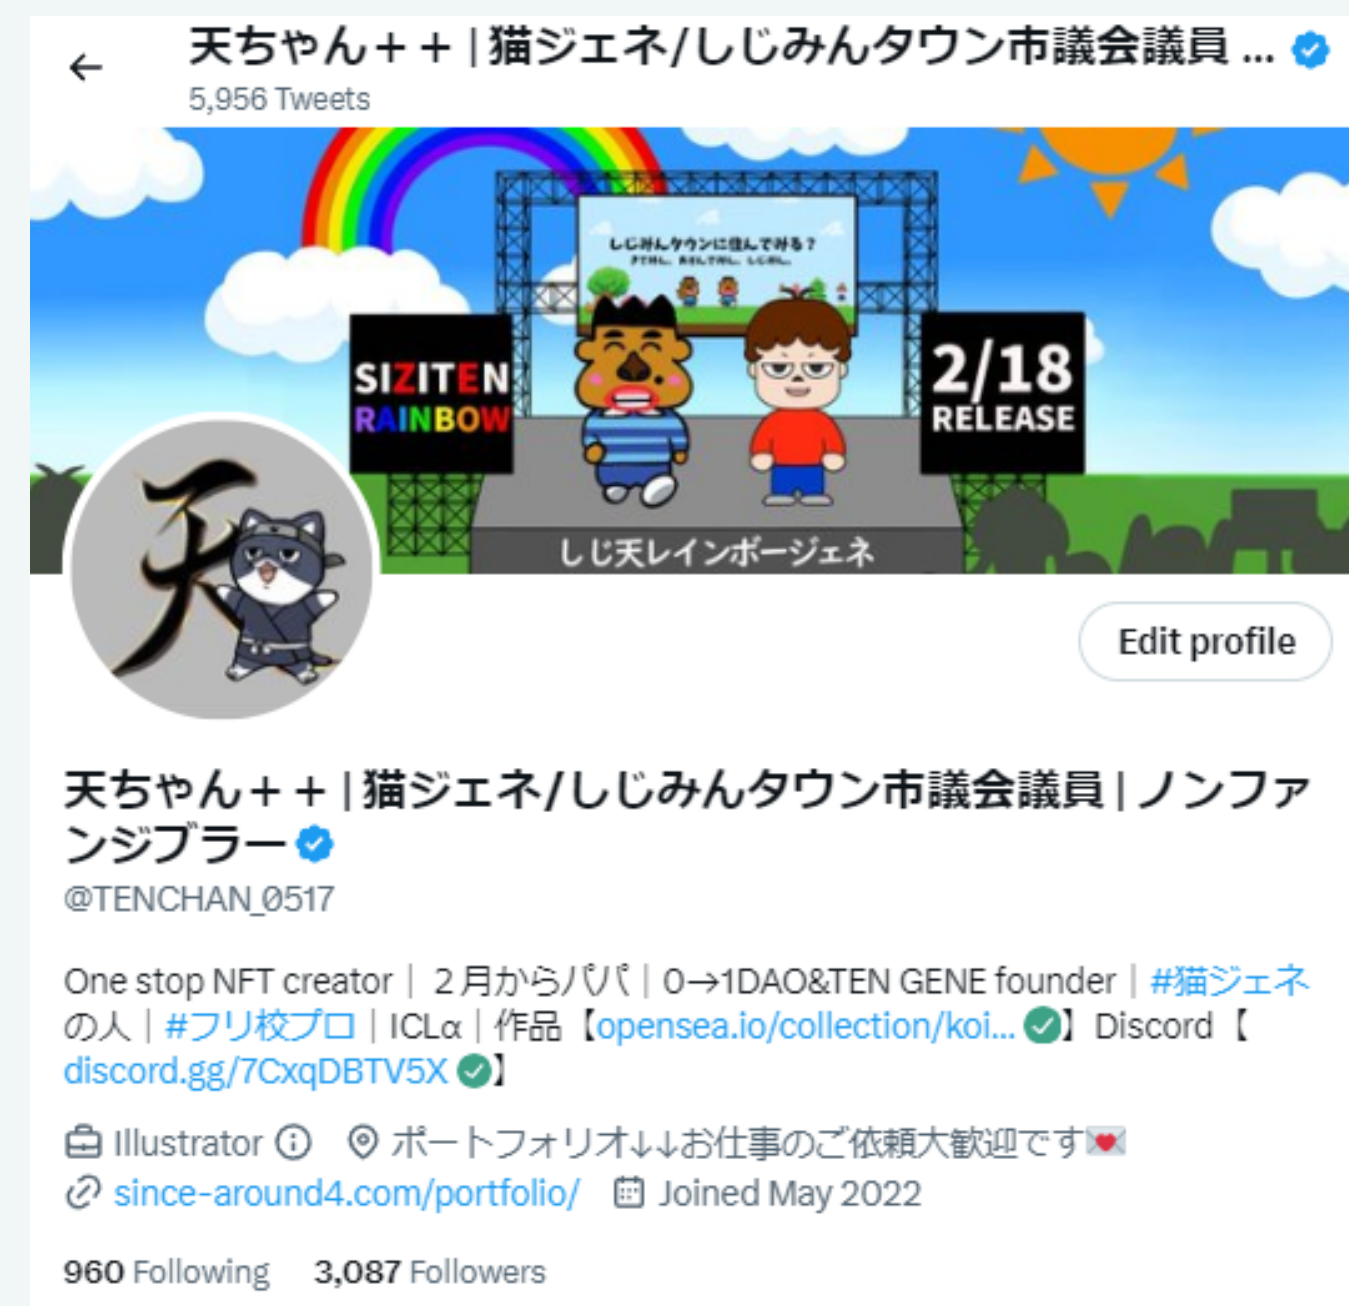 天ちゃん＋＋ | 猫ジェネ/しじみんタウン市議会議員 ...
5,956 Tweets
しじみんタウンに住んでみる？
SIZITEN
RAINBOW
2/18
RELEASE
天
しじ天レインボージェネ
Edit profile
天ちゃん＋＋ | 猫ジェネ/しじみんタウン市議会議員 | ノンファ
ンジブラー
@TENCHAN_0517
One stop NFT creator｜２月からパパ｜0→1DAO&TEN GENE founder｜#猫ジェネ
の人｜#フリ校プロ｜ICLα｜作品【opensea.io/collection/koi... 】Discord【
discord.gg/7CxqDBTV5X 】
Illustrator ポートフォリオ↓↓お仕事のご依頼大歓迎です💌
since-around4.com/portfolio/ Joined May 2022
960 Following 3,087 Followers